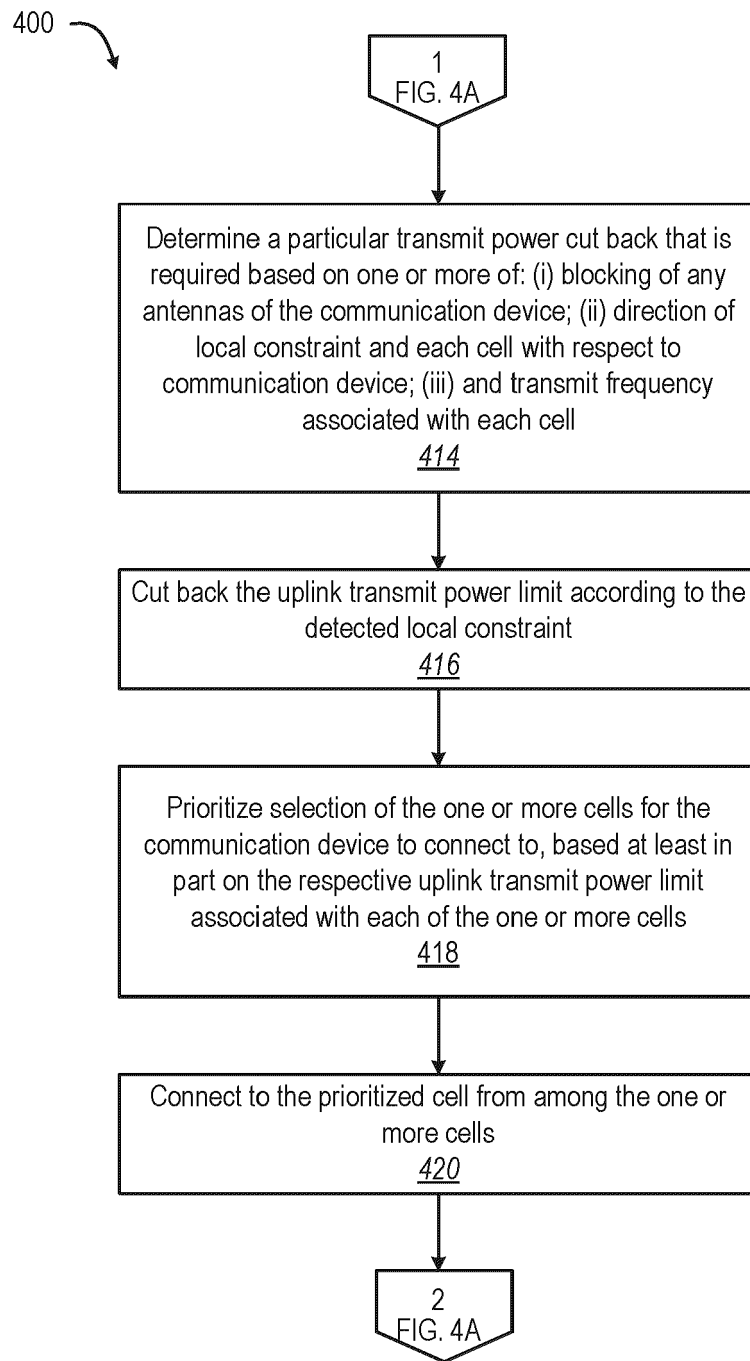 400
1
FIG. 4A
Determine a particular transmit power cut back that is
required based on one or more of: (i) blocking of any
antennas of the communication device; (ii) direction of
local constraint and each cell with respect to
communication device; (iii) and transmit frequency
associated with each cell
414
Cut back the uplink transmit power limit according to the
detected local constraint
416
Prioritize selection of the one or more cells for the
communication device to connect to, based at least in
part on the respective uplink transmit power limit
associated with each of the one or more cells
418
Connect to the prioritized cell from among the one or
more cells
420
2
FIG. 4A